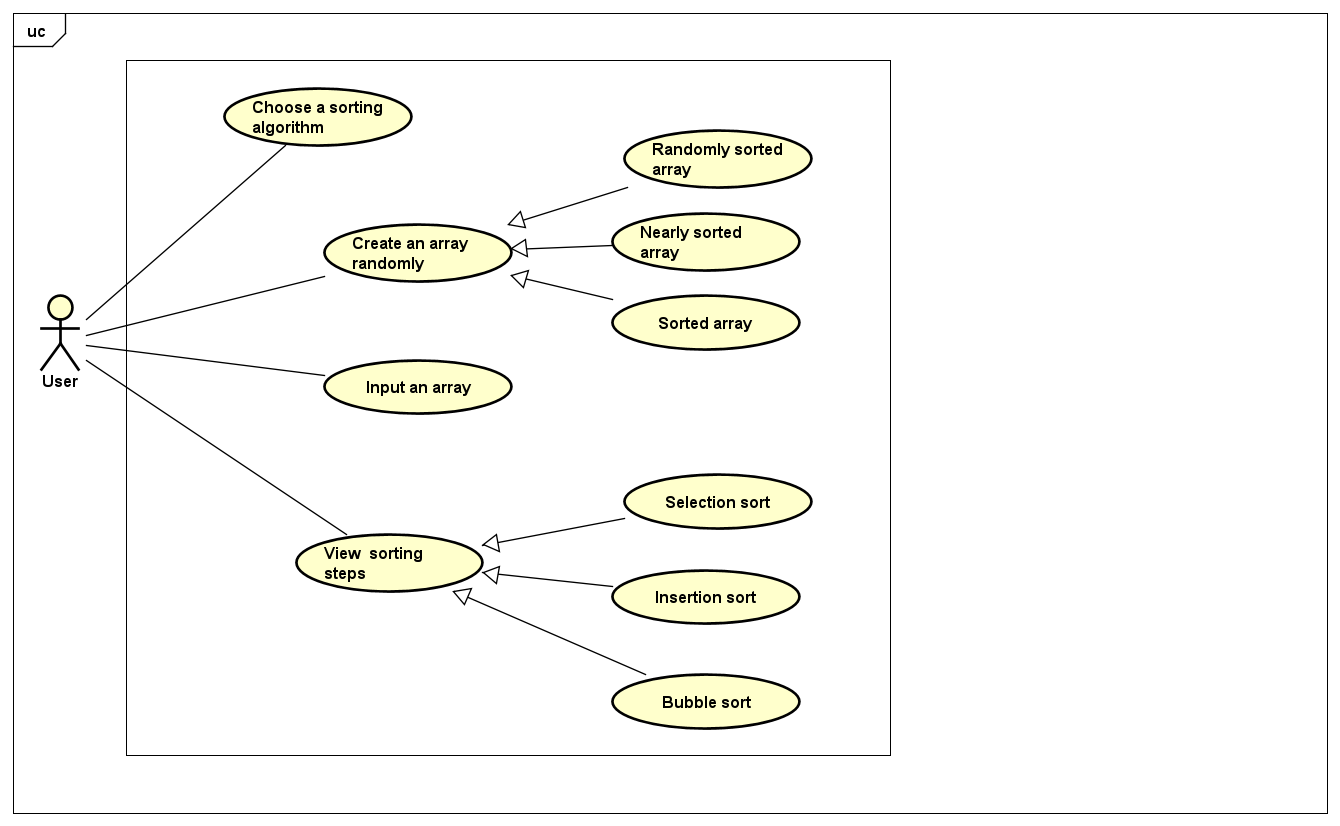 uc
Choose a sorting
algorithm
Randomly sorted
array
Create an array
randomly
Nearly sorted
array
Sorted array
User
Input an array
Selection sort
View  sorting
steps
Insertion sort
Bubble sort